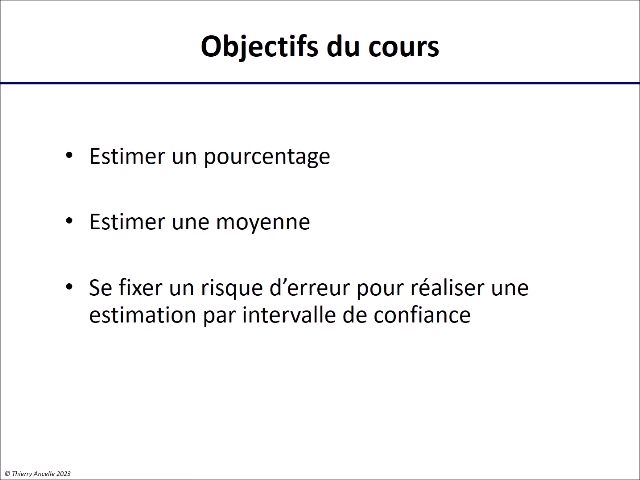 Objectifs du cours
• Estimer un pourcentage
• Estimer une moyenne
• Se fixer un risque d'erreur pour réaliser une
estimation par intervalle de confiance
© Thierry Ancelle 2023